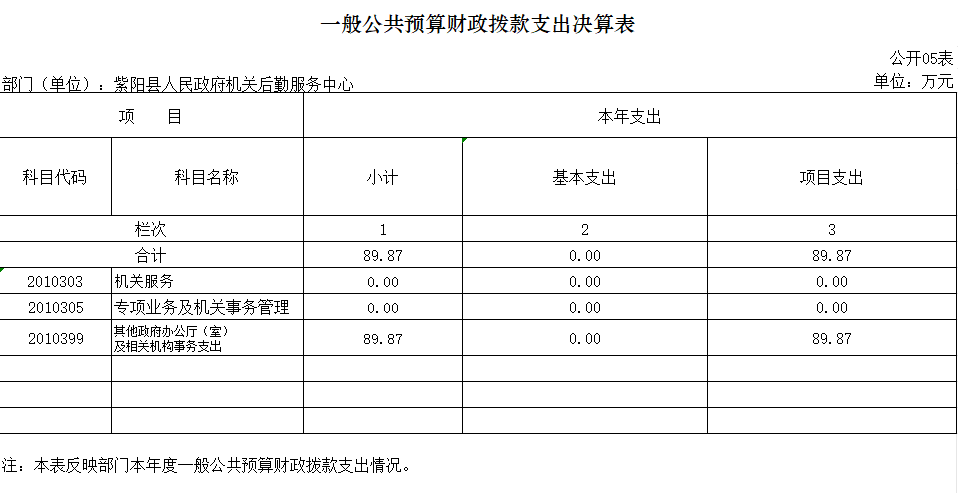 一般公共预算财政拨款支出决算表
公开05表
部门（单位）：紫阳县人民政府机关后勤服务中心 单位：万元
项 目 本年支出
科目代码 科目名称 小计 基本支出 项目支出
栏次 1 2 3
合计 89.87 0.00 89.87
2010303 机关服务 0.00 0.00 0.00
2010305 专项业务及机关事务管理 0.00 0.00 0.00
2010399 其他政府办公厅（室） 89.87 0.00 89.87
及相关机构事务支出
注：本表反映部门本年度一般公共预算财政拨款支出情况。